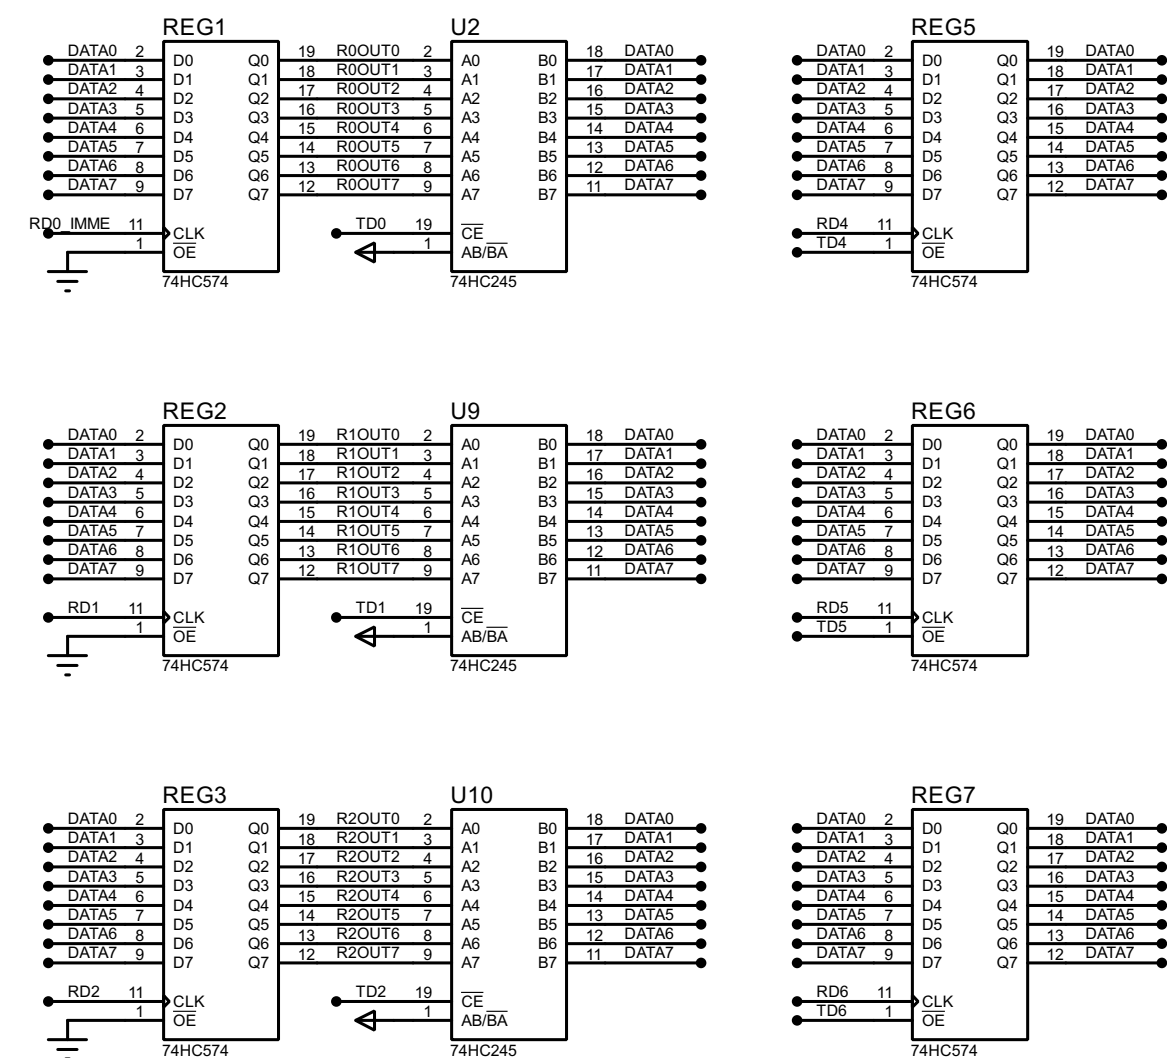 REG1 U2 REG5
DATA0 2 D0 Q0 19 R0OUT0 2 A0 B0 18 DATA0 DATA0 2 D0 Q0 19 DATA0
DATA1 3 D1 Q1 18 R0OUT1 3 A1 B1 17 DATA1 DATA1 3 D1 Q1 18 DATA1
DATA2 4 D2 Q2 17 R0OUT2 4 A2 B2 16 DATA2 DATA2 4 D2 Q2 17 DATA2
DATA3 5 D3 Q3 16 R0OUT3 5 A3 B3 15 DATA3 DATA3 5 D3 Q3 16 DATA3
DATA4 6 D4 Q4 15 R0OUT4 6 A4 B4 14 DATA4 DATA4 6 D4 Q4 15 DATA4
DATA5 7 D5 Q5 14 R0OUT5 7 A5 B5 13 DATA5 DATA5 7 D5 Q5 14 DATA5
DATA6 8 D6 Q6 13 R0OUT6 8 A6 B6 12 DATA6 DATA6 8 D6 Q6 13 DATA6
DATA7 9 D7 Q7 12 R0OUT7 9 A7 B7 11 DATA7 DATA7 9 D7 Q7 12 DATA7
RD0_IMME 11 CLK TD0 19 CE RD4 11 CLK
1 OE 1 AB/BA TD4 1 OE
74HC574 74HC245 74HC574
REG2 U9 REG6
DATA0 2 D0 Q0 19 R1OUT0 2 A0 B0 18 DATA0 DATA0 2 D0 Q0 19 DATA0
DATA1 3 D1 Q1 18 R1OUT1 3 A1 B1 17 DATA1 DATA1 3 D1 Q1 18 DATA1
DATA2 4 D2 Q2 17 R1OUT2 4 A2 B2 16 DATA2 DATA2 4 D2 Q2 17 DATA2
DATA3 5 D3 Q3 16 R1OUT3 5 A3 B3 15 DATA3 DATA3 5 D3 Q3 16 DATA3
DATA4 6 D4 Q4 15 R1OUT4 6 A4 B4 14 DATA4 DATA4 6 D4 Q4 15 DATA4
DATA5 7 D5 Q5 14 R1OUT5 7 A5 B5 13 DATA5 DATA5 7 D5 Q5 14 DATA5
DATA6 8 D6 Q6 13 R1OUT6 8 A6 B6 12 DATA6 DATA6 8 D6 Q6 13 DATA6
DATA7 9 D7 Q7 12 R1OUT7 9 A7 B7 11 DATA7 DATA7 9 D7 Q7 12 DATA7
RD1 11 CLK TD1 19 CE RD5 11 CLK
1 OE 1 AB/BA TD5 1 OE
74HC574 74HC245 74HC574
REG3 U10 REG7
DATA0 2 D0 Q0 19 R2OUT0 2 A0 B0 18 DATA0 DATA0 2 D0 Q0 19 DATA0
DATA1 3 D1 Q1 18 R2OUT1 3 A1 B1 17 DATA1 DATA1 3 D1 Q1 18 DATA1
DATA2 4 D2 Q2 17 R2OUT2 4 A2 B2 16 DATA2 DATA2 4 D2 Q2 17 DATA2
DATA3 5 D3 Q3 16 R2OUT3 5 A3 B3 15 DATA3 DATA3 5 D3 Q3 16 DATA3
DATA4 6 D4 Q4 15 R2OUT4 6 A4 B4 14 DATA4 DATA4 6 D4 Q4 15 DATA4
DATA5 7 D5 Q5 14 R2OUT5 7 A5 B5 13 DATA5 DATA5 7 D5 Q5 14 DATA5
DATA6 8 D6 Q6 13 R2OUT6 8 A6 B6 12 DATA6 DATA6 8 D6 Q6 13 DATA6
DATA7 9 D7 Q7 12 R2OUT7 9 A7 B7 11 DATA7 DATA7 9 D7 Q7 12 DATA7
RD2 11 CLK TD2 19 CE RD6 11 CLK
1 OE 1 AB/BA TD6 1 OE
74HC574 74HC245 74HC574